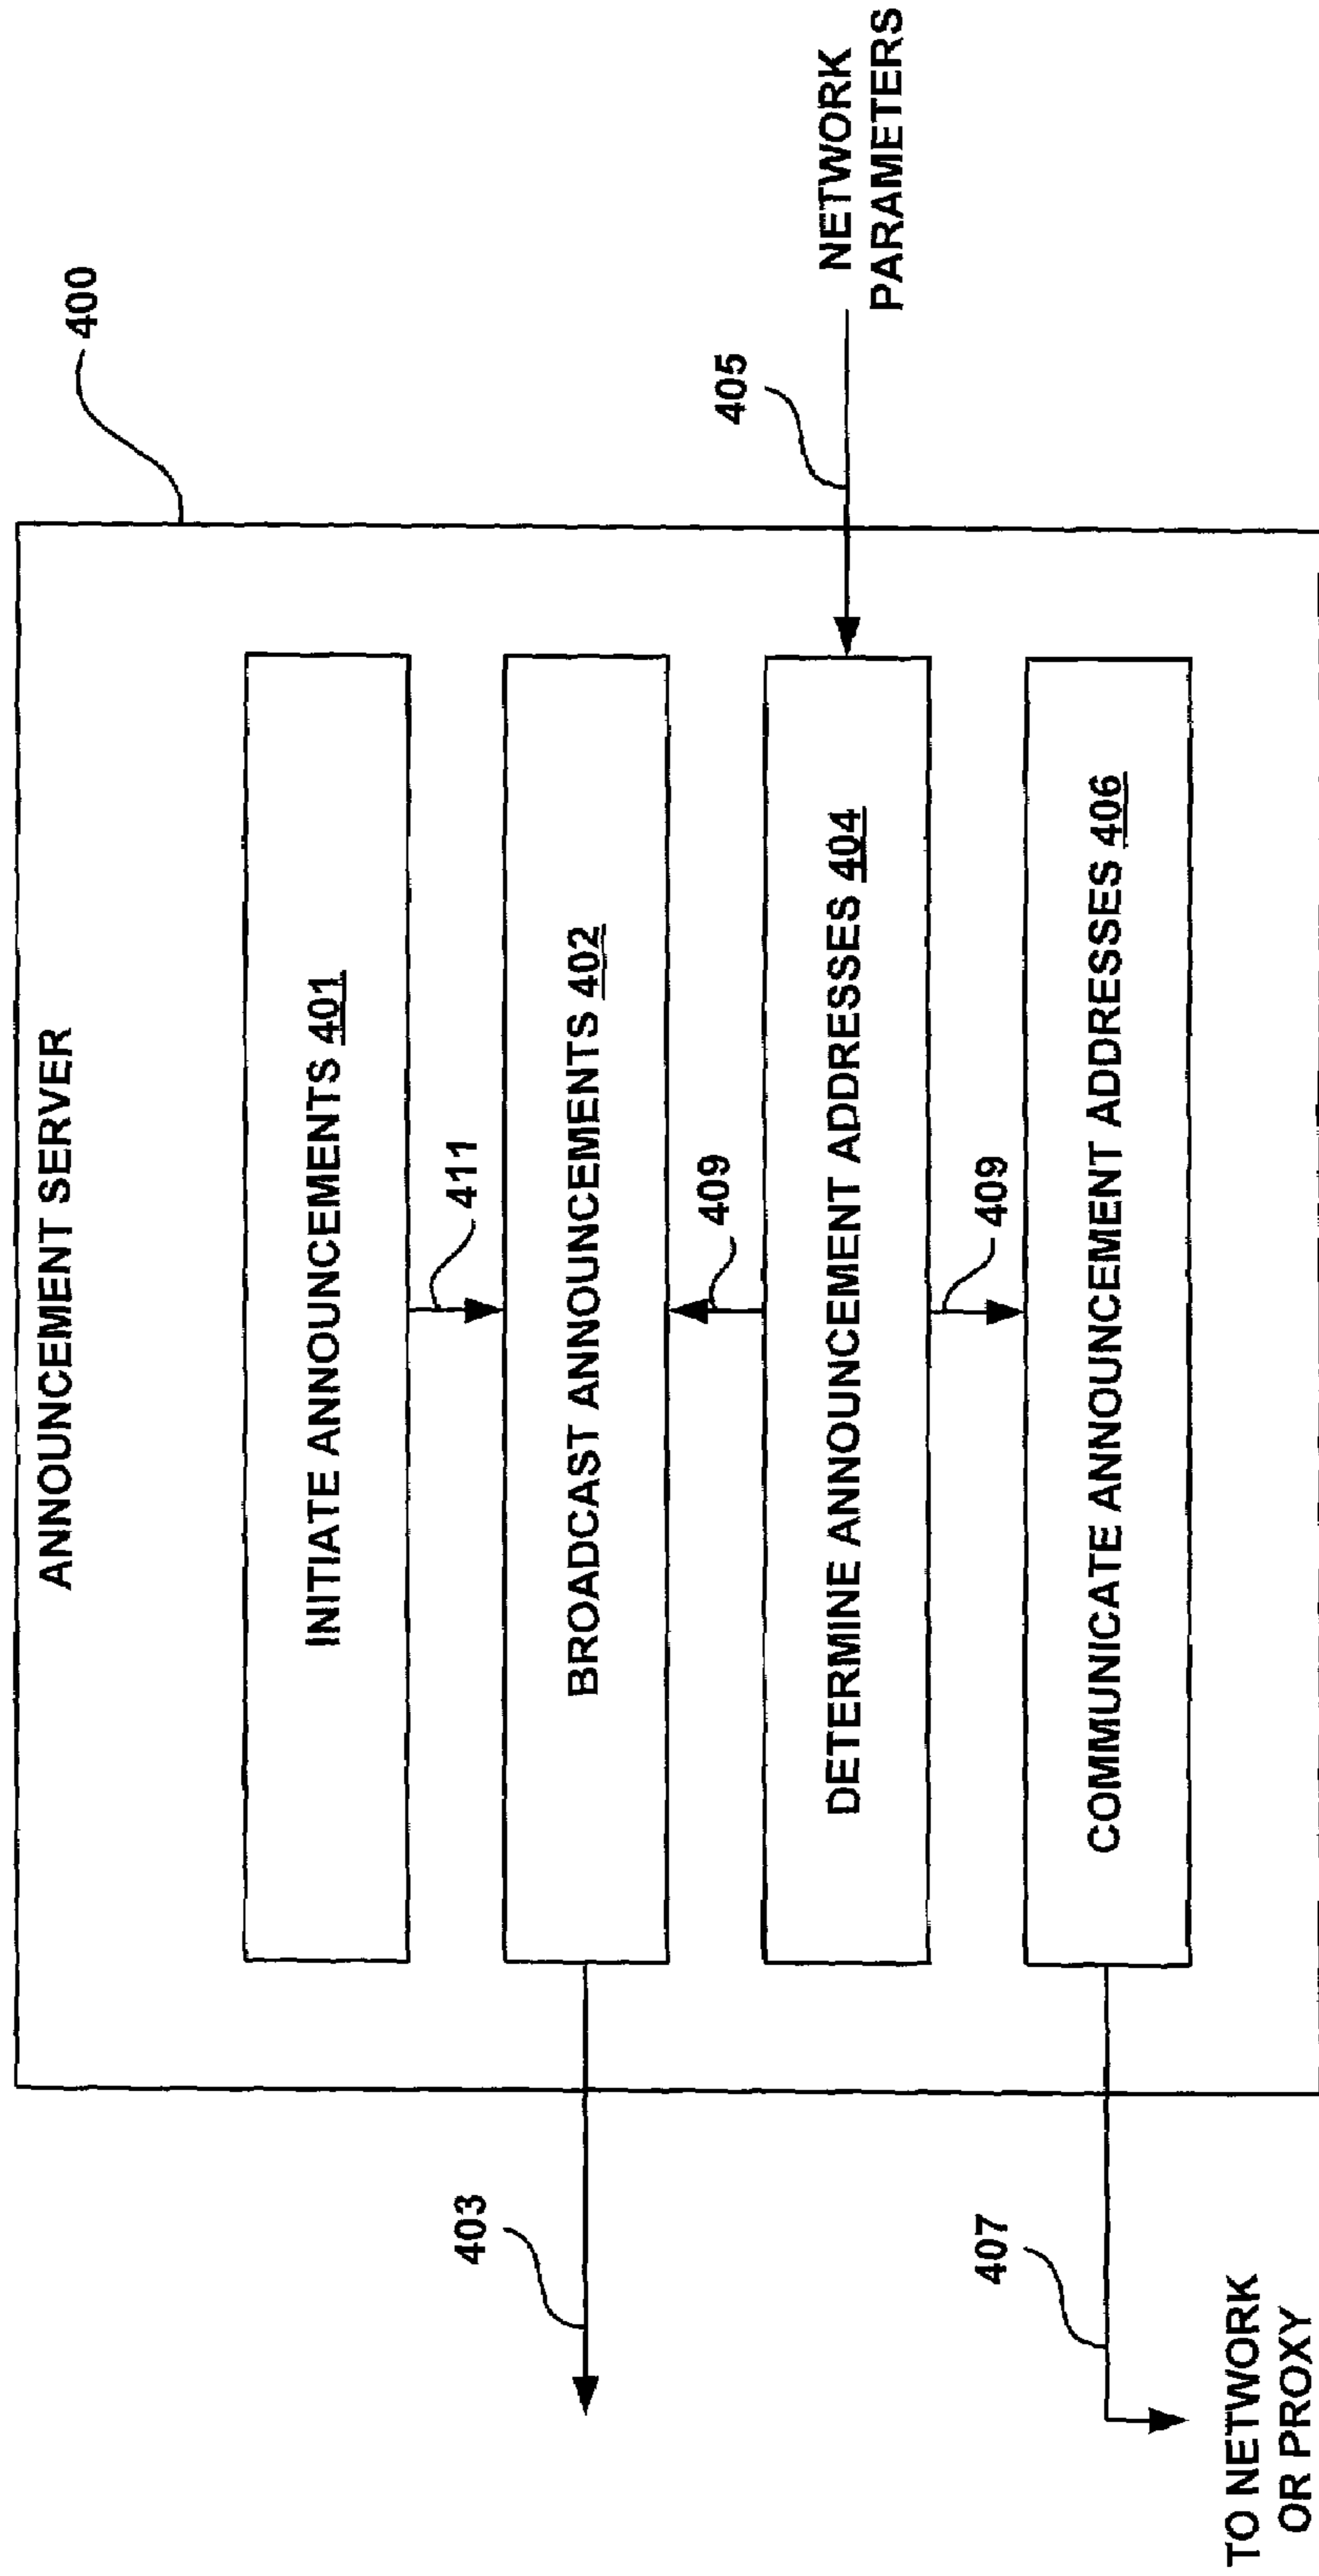 ANNOUNCEMENT SERVER
400
INITIATE ANNOUNCEMENTS 401
411
403
BROADCAST ANNOUNCEMENTS 402
409
405
DETERMINE ANNOUNCEMENT ADDRESSES 404
NETWORK
PARAMETERS
409
407
COMMUNICATE ANNOUNCEMENT ADDRESSES 406
TO NETWORK
OR PROXY